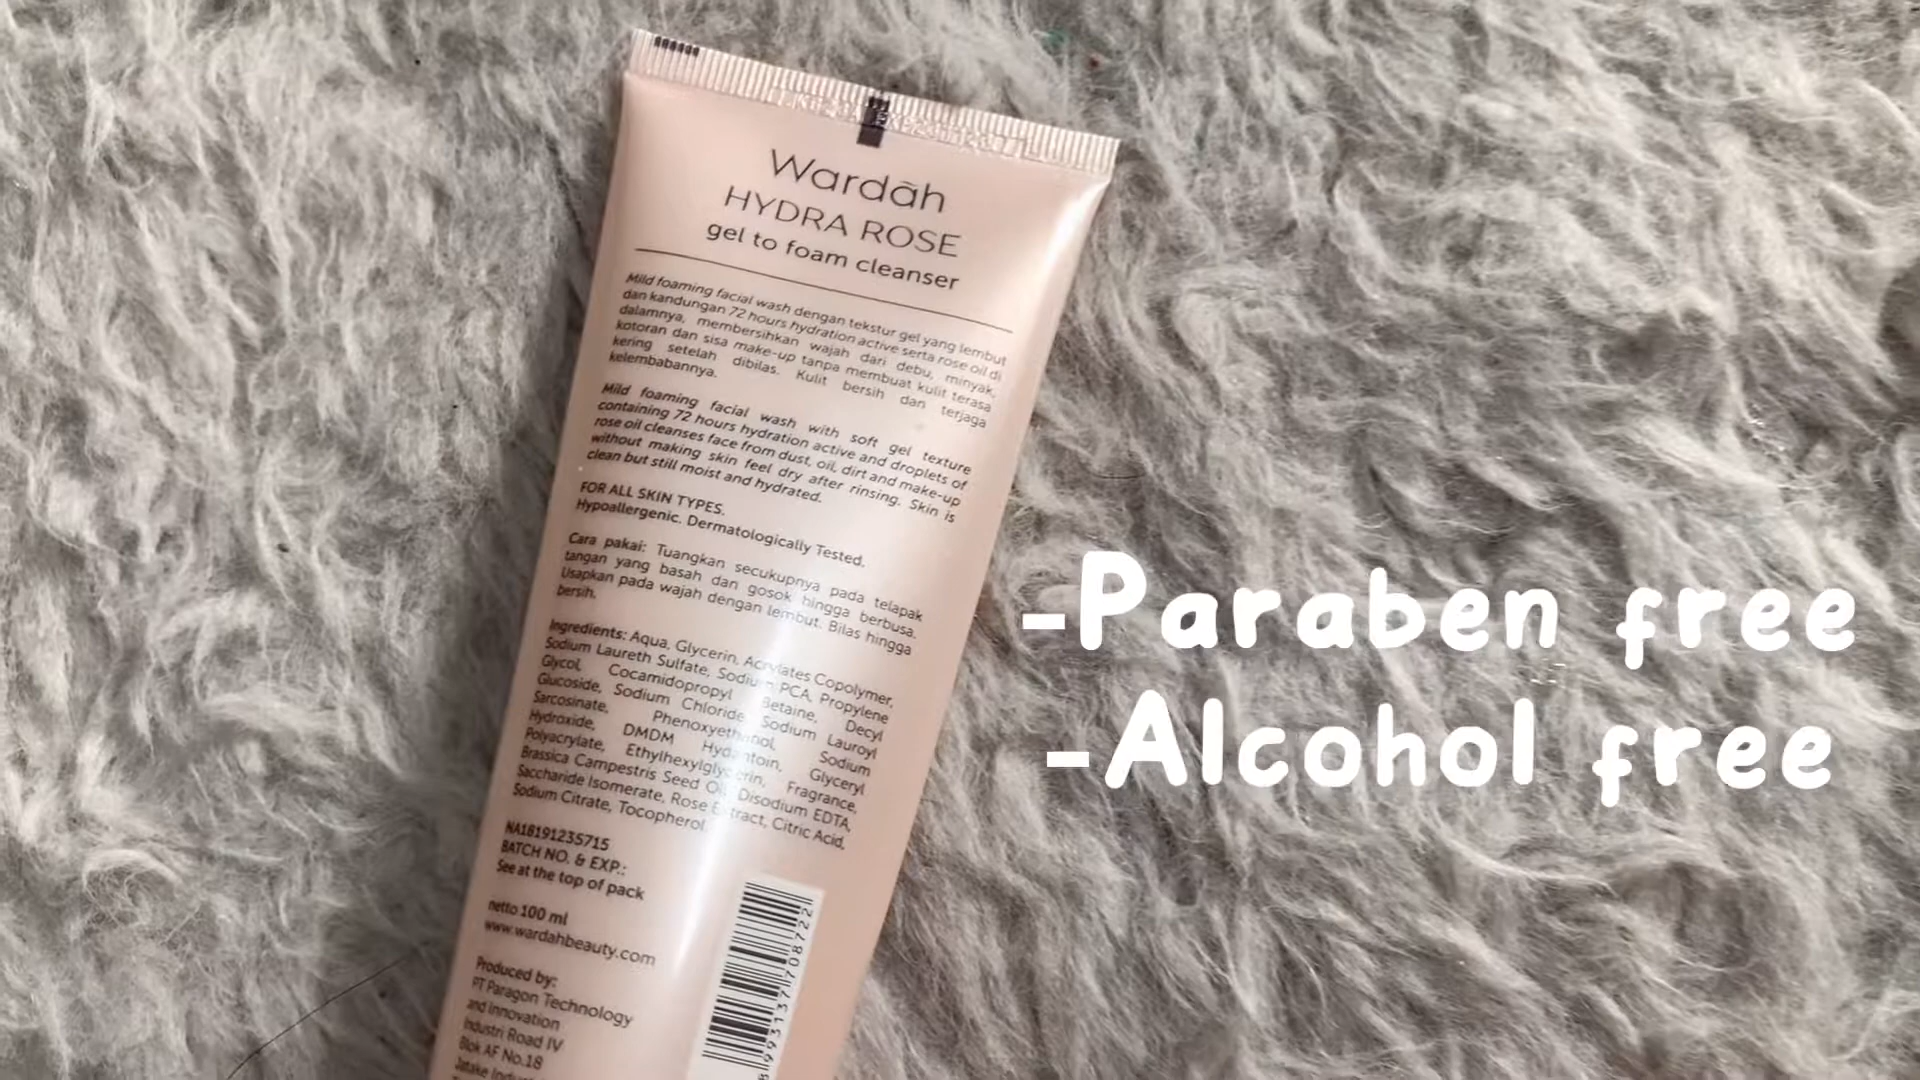 Wardāh
HYDRA ROSE
gel to foam cleanser
Mild foaming facial wash dengan tekstur gel yang lembut
dan kandungan 72 hours hydration active serta rose oil di
dalamnya, membersihkan wajah dari debu, minyak,
kotoran dan sisa make-up tanpa membuat kulit terasa
kering setelah dibilas. Kulit bersih dan terjaga
kelembabannya.
Mild foaming facial wash with soft gel texture
containing 72 hours hydration active and droplets of
rose oil cleanses face from dust, oil, dirt and make-up
without making skin feel dry after rinsing. Skin is
clean but still moist and hydrated.
FOR ALL SKIN TYPES.
Hypoallergenic. Dermatologically Tested.
Cara pakai: Tuangkan secukupnya pada telapak
tangan yang basah dan gosok hingga berbusa.
Usapkan pada wajah dengan lembut. Bilas hingga
bersih.
Ingredients: Aqua, Glycerin, Acrylates Copolymer,
Sodium Laureth Sulfate, Sodium PCA, Propylene
Glycol, Cocamidopropyl Betaine, Decyl
Glucoside, Sodium Chloride, Sodium Lauroyl
Sarcosinate, Phenoxyethanol, Sodium
Hydroxide, DMDM Hydantoin, Glyceryl
Polyacrylate, Ethylhexylglycerin, Fragrance,
Brassica Campestris Seed Oil, Disodium EDTA,
Saccharide Isomerate, Rose Extract, Citric Acid,
Sodium Citrate, Tocopherol.
NA18191235715
BATCH NO. & EXP.:
See at the top of pack
netto 100 ml
www.wardahbeauty.com
Produced by:
PT Paragon Technology
and Innovation
Industri Road IV
Blok AF No.18
Jatake
8993137708722
-Paraben free
-Alcohol free